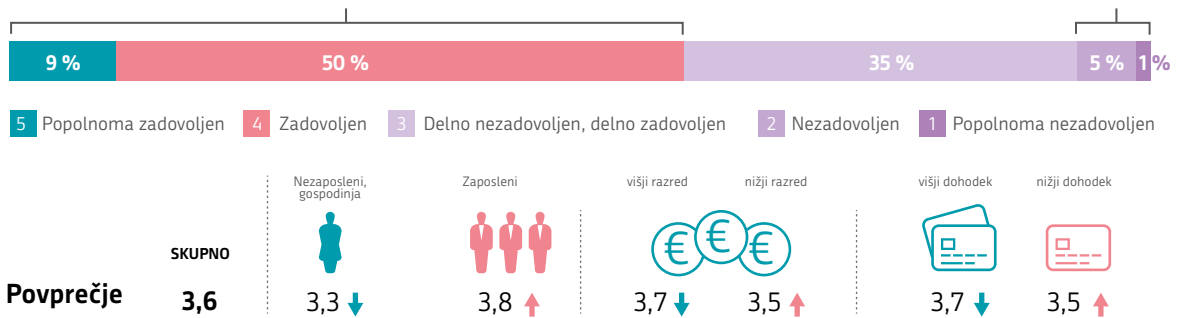 9 % 50 % 35 % 5 % 1 %
5 Popolnoma zadovoljen 4 Zadovoljen 3 Delno nezadovoljen, delno zadovoljen 2 Nezadovoljen 1 Popolnoma nezadovoljen
Nezaposleni, gospodinja
Zaposleni
višji razred
nižji razred
višji dohodek
nižji dohodek
€ € €
SKUPNO
Povprečje 3,6 3,3 3,8 3,7 3,5 3,7 3,5